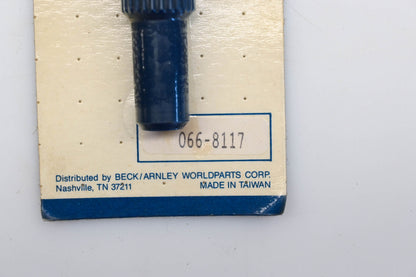 066-8117
Distributed by BECK/ARNLEY WORLDPARTS CORP.
Nashville, TN 37211 MADE IN TAIWAN